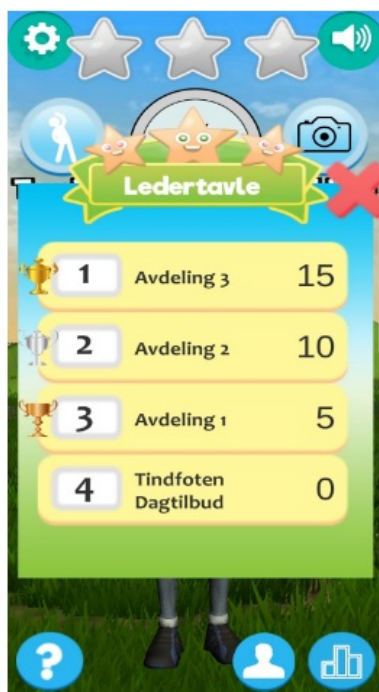 Ledertavle
1 Avdeling 3 15
2 Avdeling 2 10
3 Avdeling 1 5
4 Tindfoten Dagtilbud 0
?